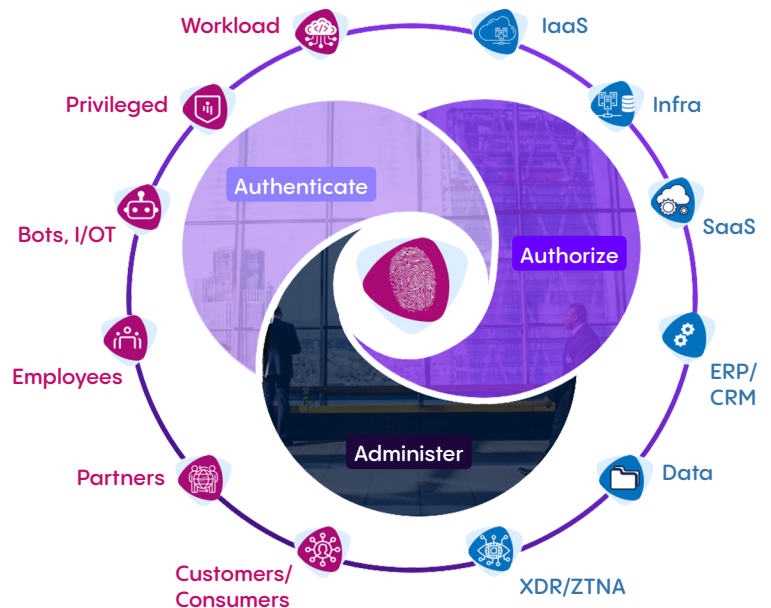 Workload
IaaS
Privileged
Infra
Authenticate
Bots, I/OT
SaaS
Authorize
Employees
ERP/
CRM
Administer
Partners
Data
Customers/
Consumers
XDR/ZTNA